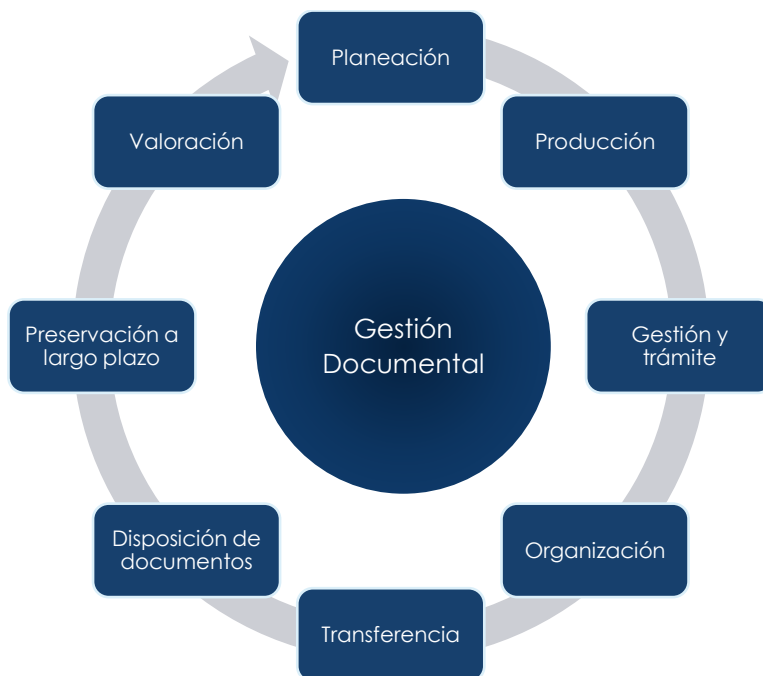 Planeación
Producción
Gestión y
trámite
Organización
Transferencia
Disposición de
documentos
Preservación a
largo plazo
Valoración
Gestión
Documental